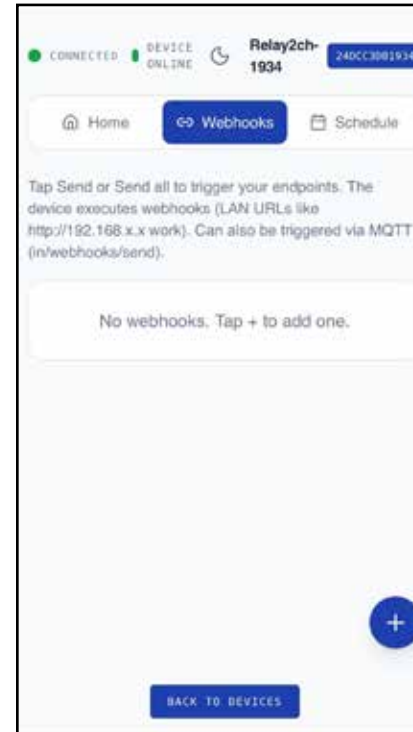 CONNECTED
DEVICE
ONLINE
Relay2ch-
1934
24DCC3DB1934
Home
Webhooks
Schedule
Tap Send or Send all to trigger your endpoints. The
device executes webhooks (LAN URLs like
http://192.168.x.x work). Can also be triggered via MQTT
(in/webhooks/send).
No webhooks. Tap + to add one.
+
BACK TO DEVICES